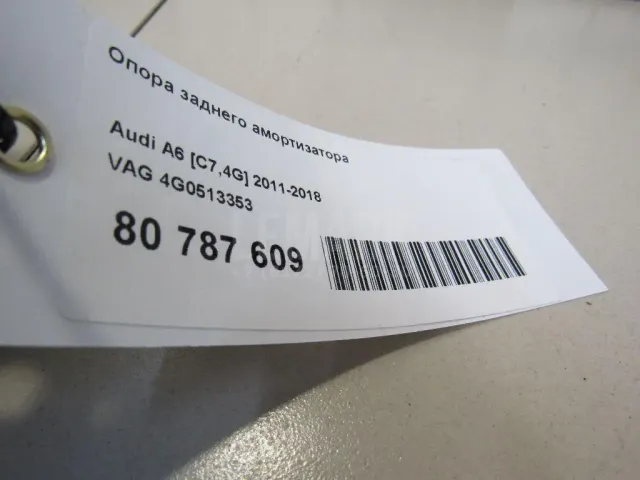 Опора заднего амортизатора
Audi A6 [C7,4G] 2011-2018
VAG 4G0513353
80 787 609